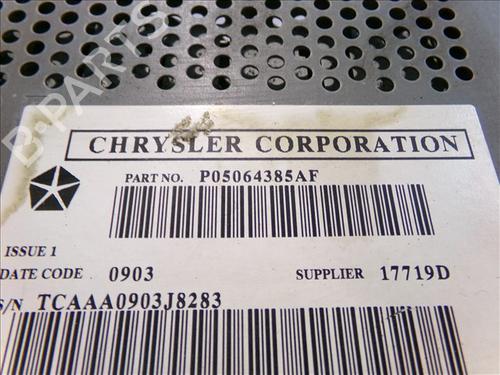 B-PARTS
CHRYSLER CORPORATION
PART NO. P05064385AF
ISSUE 1
DATE CODE 0903 SUPPLIER 17719D
S/N TCAAA0903J8283